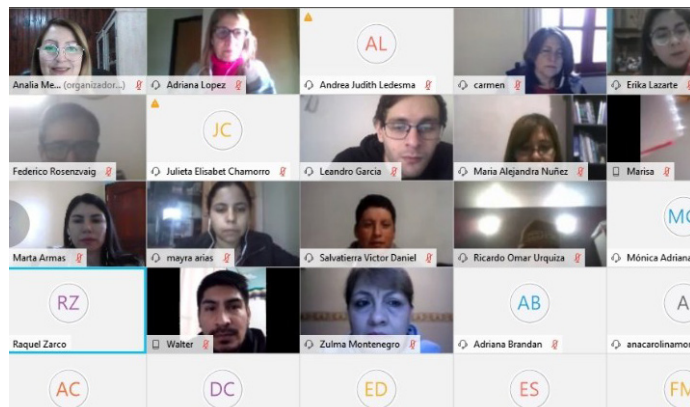 AL
Analia Me... (organizador...)
Adriana Lopez
Andrea Judith Ledesma
carmen
Erika Lazarte
JC
Federico Rosenzvaig
Julieta Elisabet Chamorro
Leandro Garcia
Maria Alejandra Nuñez
Marisa
MC
Marta Armas
mayra arias
Salvatierra Victor Daniel
Ricardo Omar Urquiza
Mónica Adriana
RZ
AB
A
Raquel Zarco
Walter
Zulma Montenegro
Adriana Brandan
anacarolinamor
AC
DC
ED
ES
FM